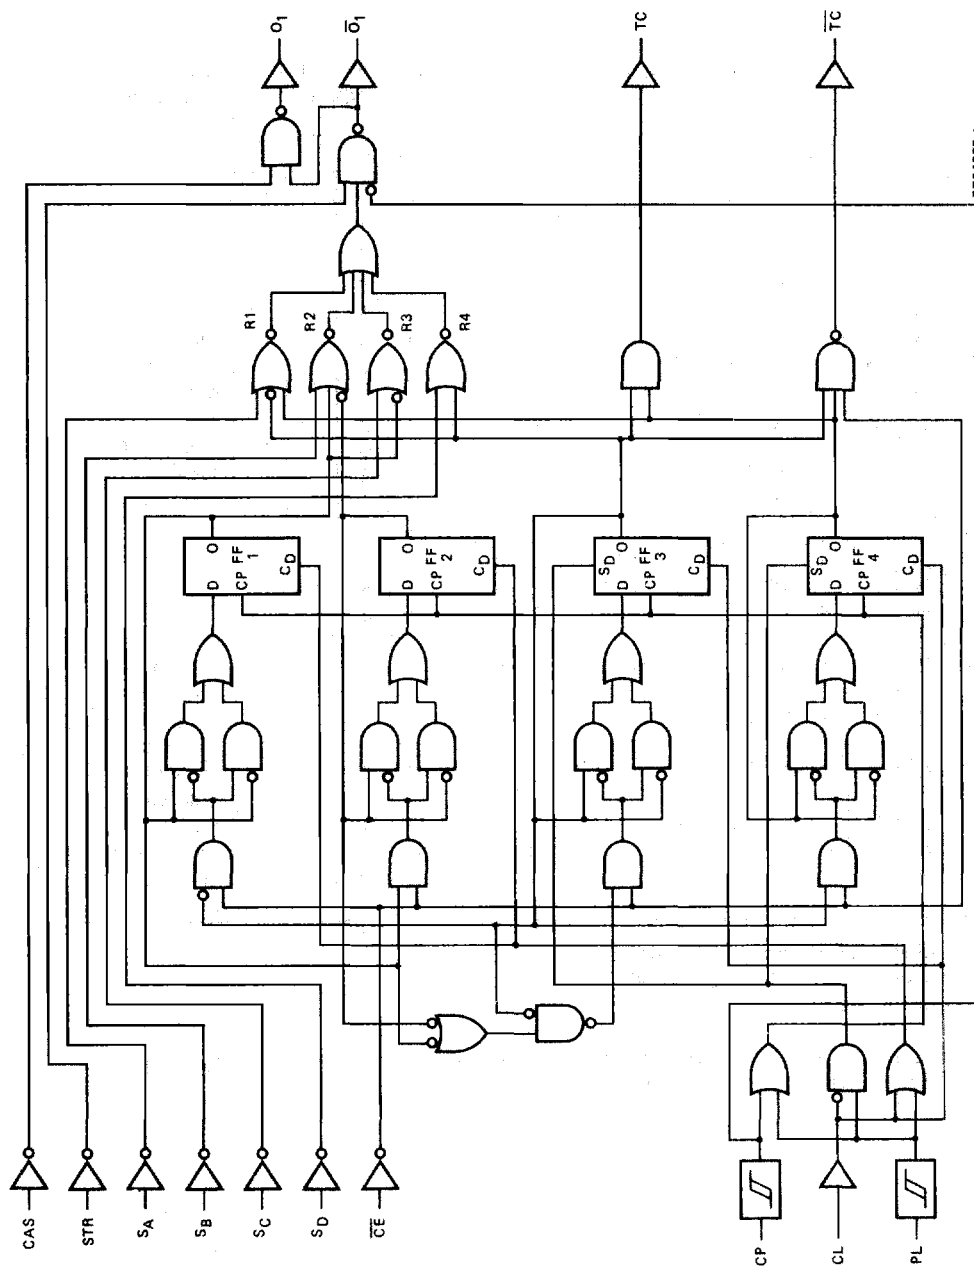 O1
O̅1
TC
T̅C̅
R1
R2
R3
R4
O
D
CP
FF
1
CD
O
D
CP
FF
2
CD
O
SD
D
CP
FF
3
CD
O
SD
D
CP
FF
4
CD
CAS
STR
SA
SB
SC
SD
C̅E̅
CP
CL
PL